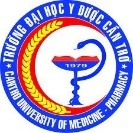 TRƯỜNG ĐẠI HỌC Y DƯỢC CẦN THƠ
1979
CANTHO UNIVERSITY OF MEDICINE - PHARMACY